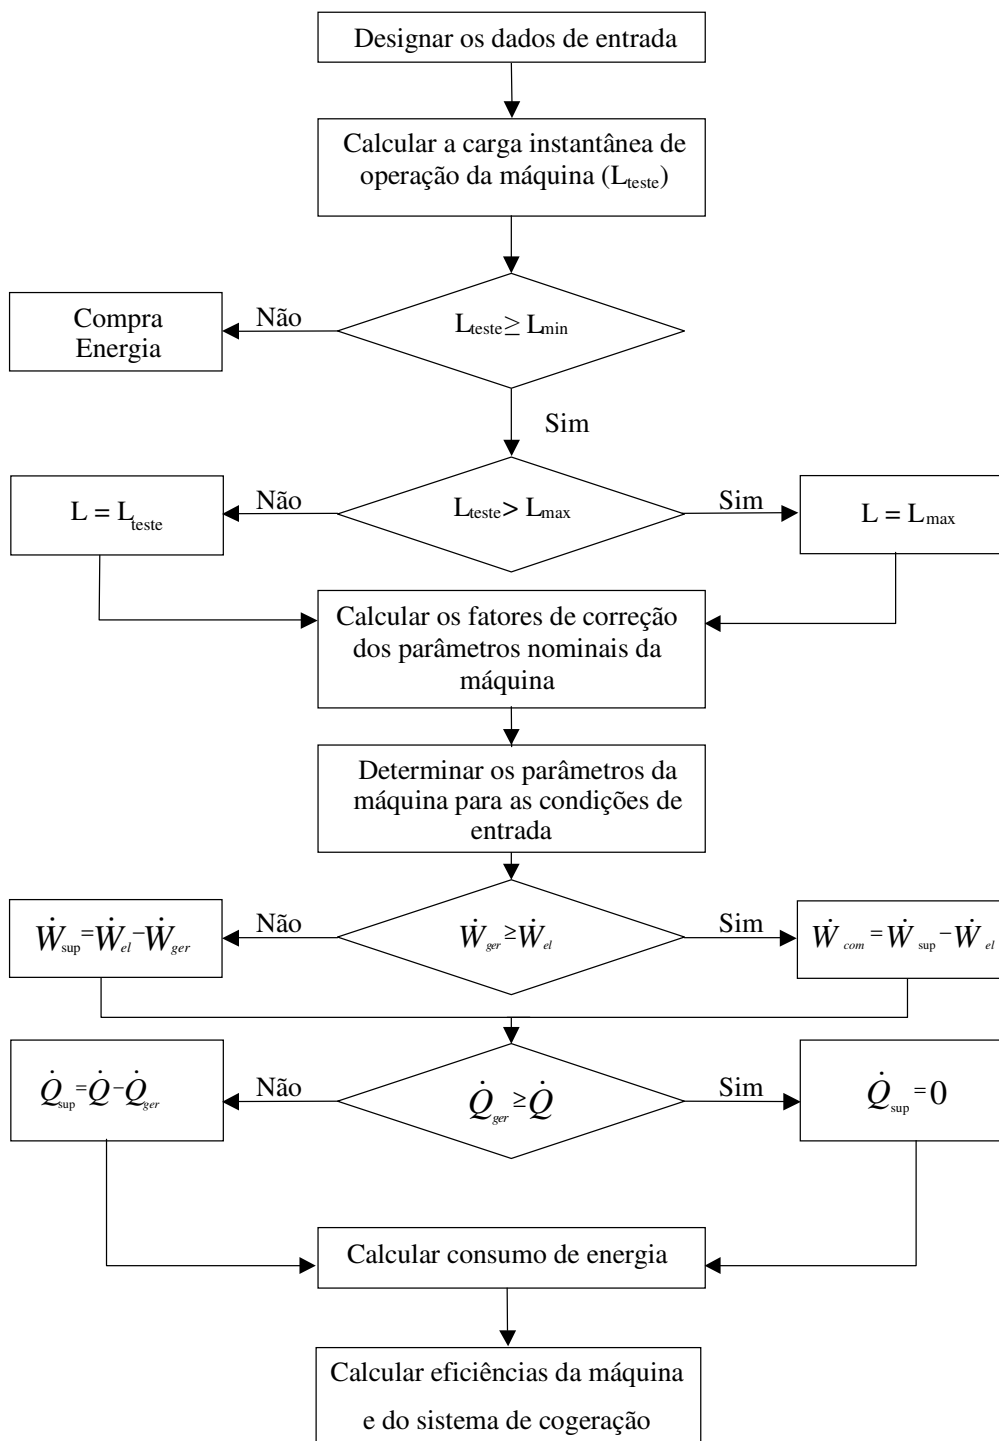 Designar os dados de entrada
Calcular a carga instantânea de
operação da máquina (Lteste)
Compra
Energia
Não
Lteste ≥ Lmin
Sim
L = Lteste
Não
Lteste > Lmax
Sim
L = Lmax
Calcular os fatores de correção
dos parâmetros nominais da
máquina
Determinar os parâmetros da
máquina para as condições de
entrada
Ẇsup = Ẇel − Ẇger
Não
Ẇger ≥ Ẇel
Sim
Ẇcom = Ẇsup − Ẇel
Q̇sup = Q̇ − Q̇ger
Não
Q̇ger ≥ Q̇
Sim
Q̇sup = 0
Calcular consumo de energia
Calcular eficiências da máquina
e do sistema de cogeração